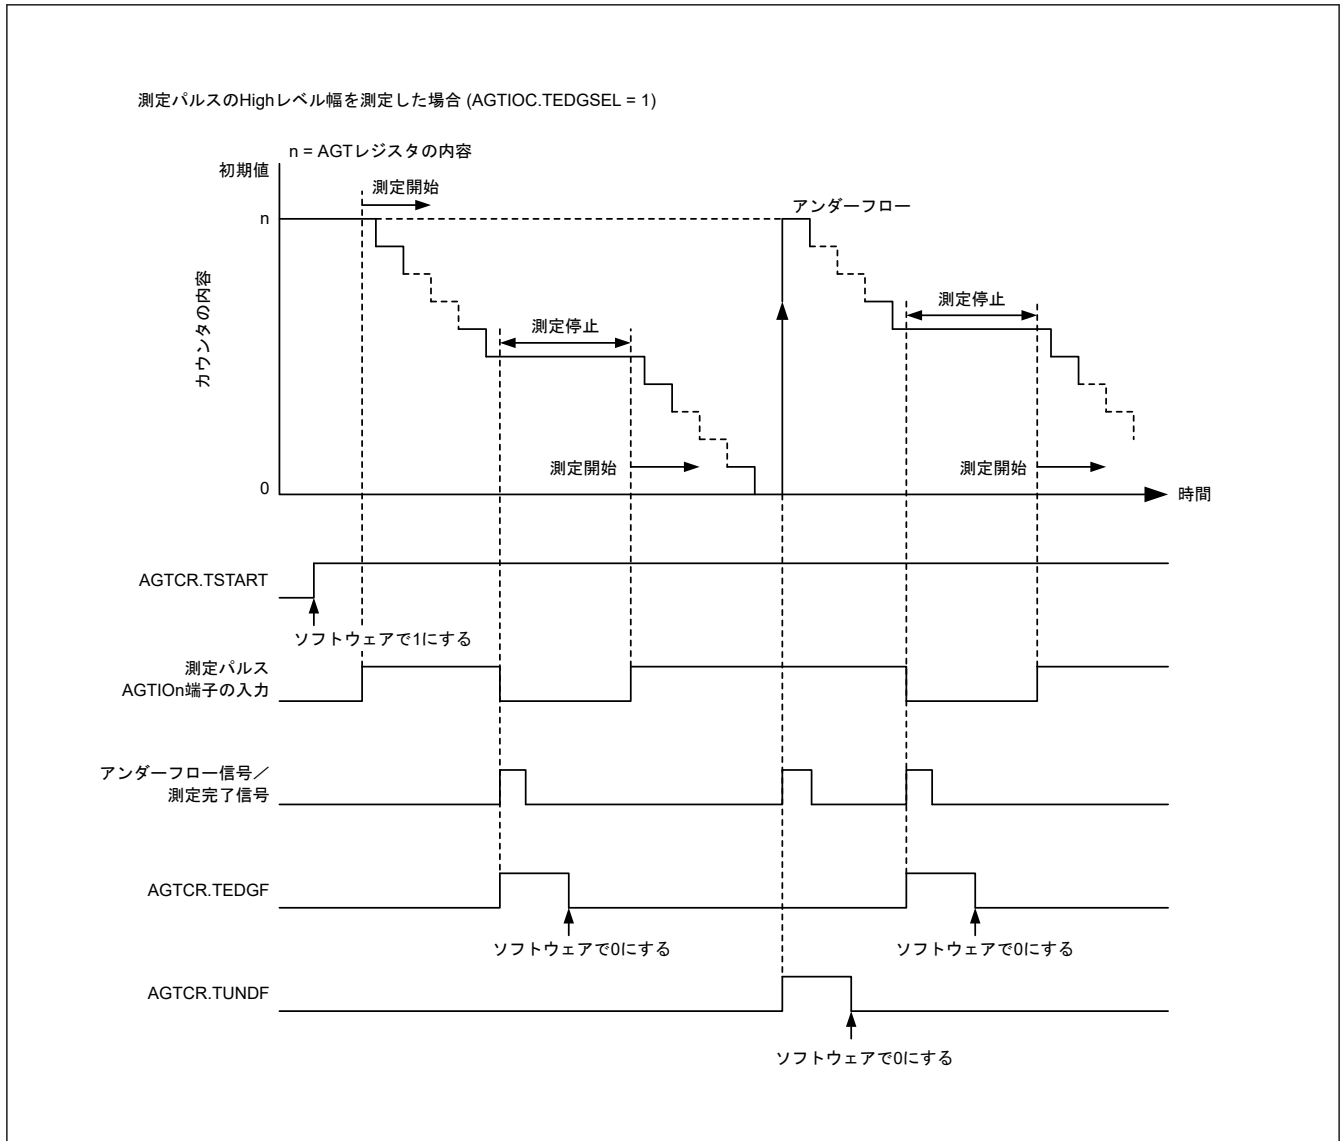 測定パルスのHighレベル幅を測定した場合 (AGTIOC.TEDGSEL = 1)
n = AGTレジスタの内容
初期値
測定開始
n
アンダーフロー
カウンタの内容
測定停止
測定停止
測定開始
測定開始
0
時間
AGTCR.TSTART
ソフトウェアで1にする
測定パルス
AGTIOn端子の入力
アンダーフロー信号／
測定完了信号
AGTCR.TEDGF
ソフトウェアで0にする
ソフトウェアで0にする
AGTCR.TUNDF
ソフトウェアで0にする